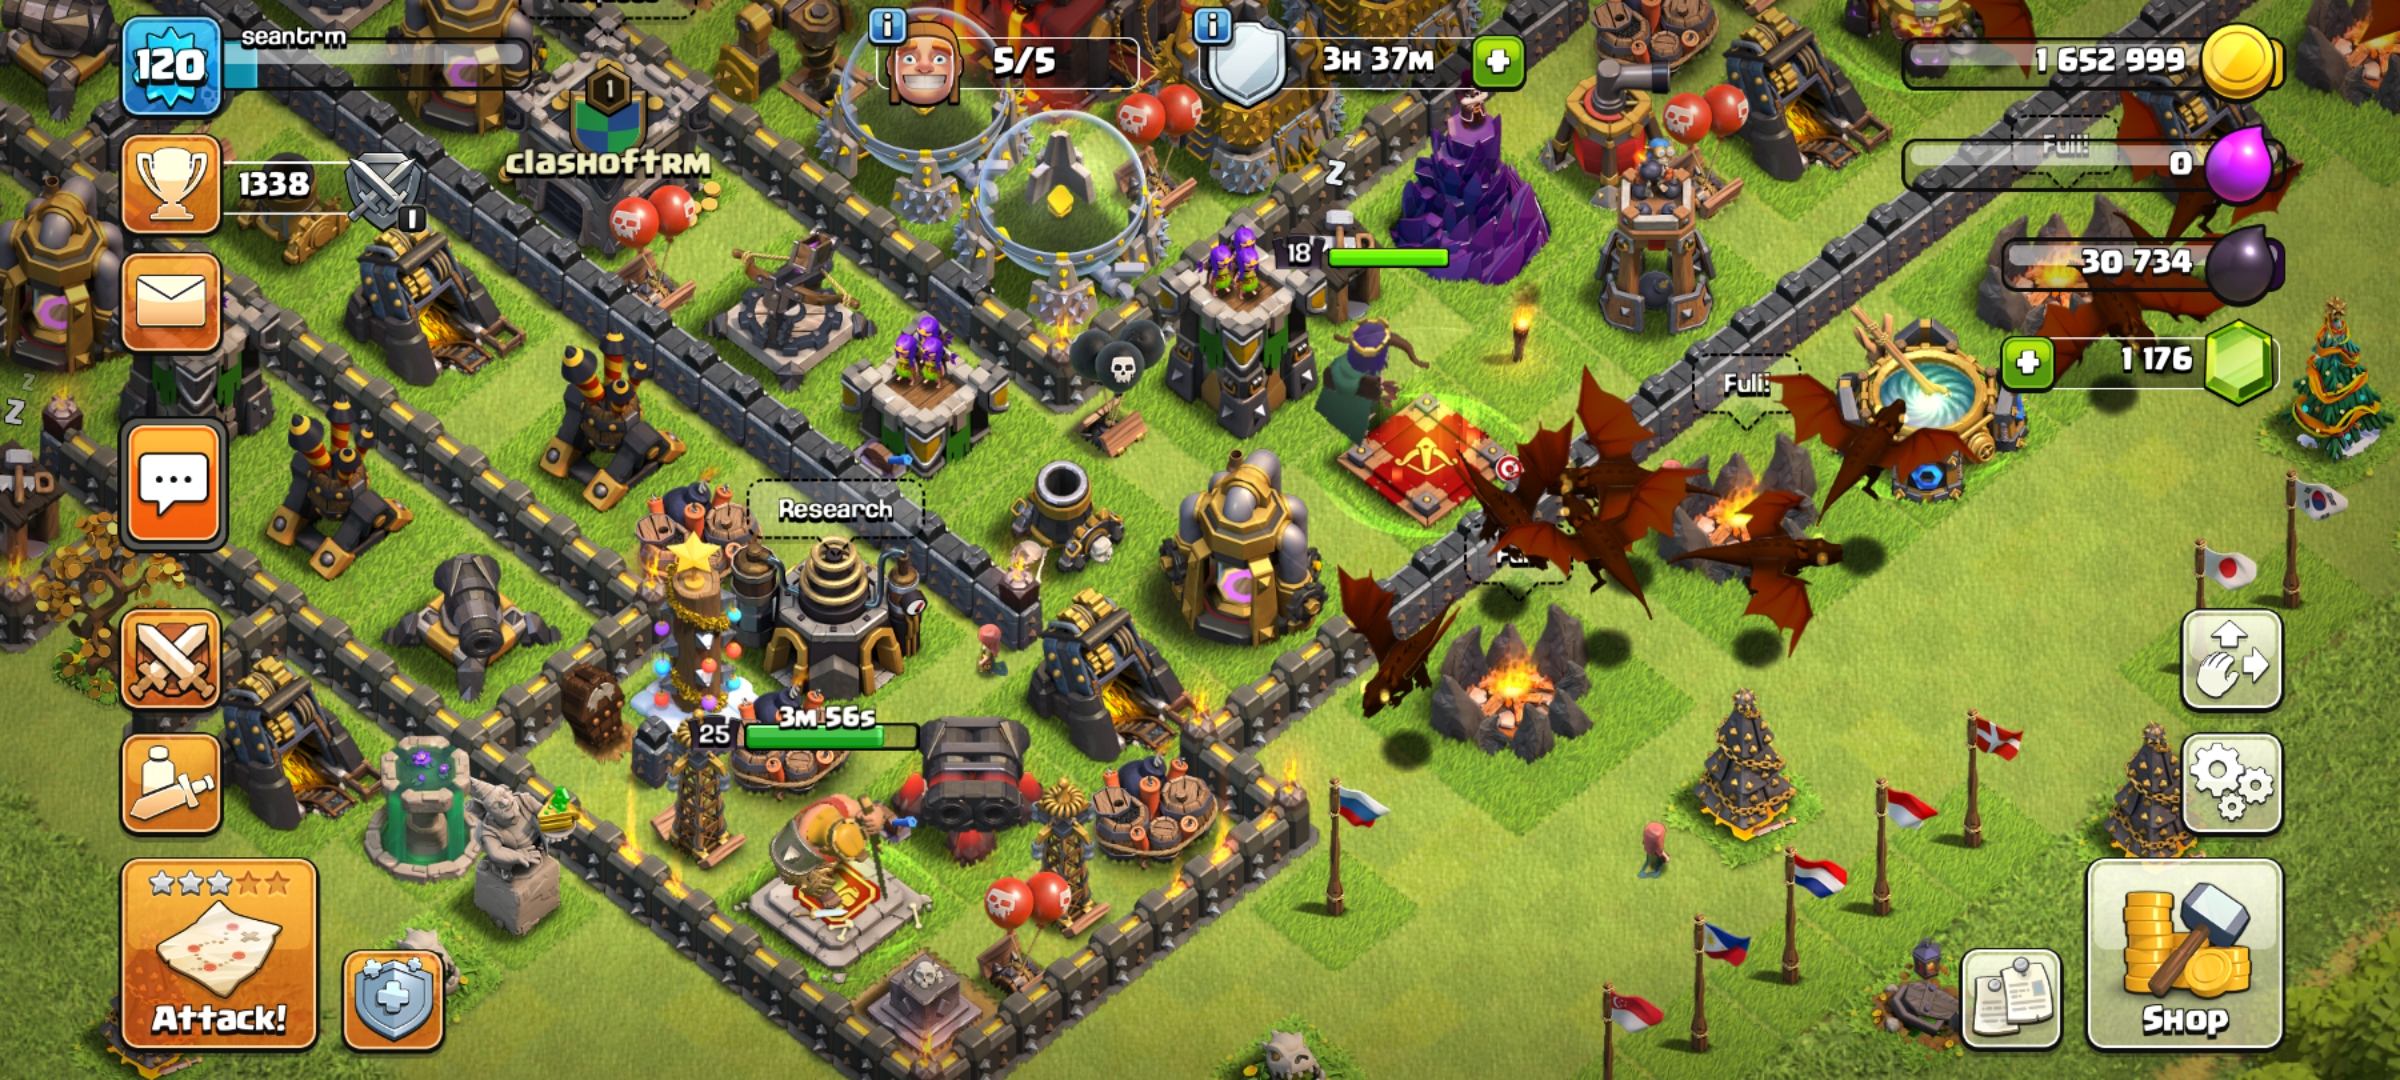 120
seantrm
5/5
3H 37M
1 652 999
1
1338
I
clashoftRM
Full!
0
18
30 734
Full!
1 176
Z
Z
Z
Research
3M 56s
25
Attack!
Shop